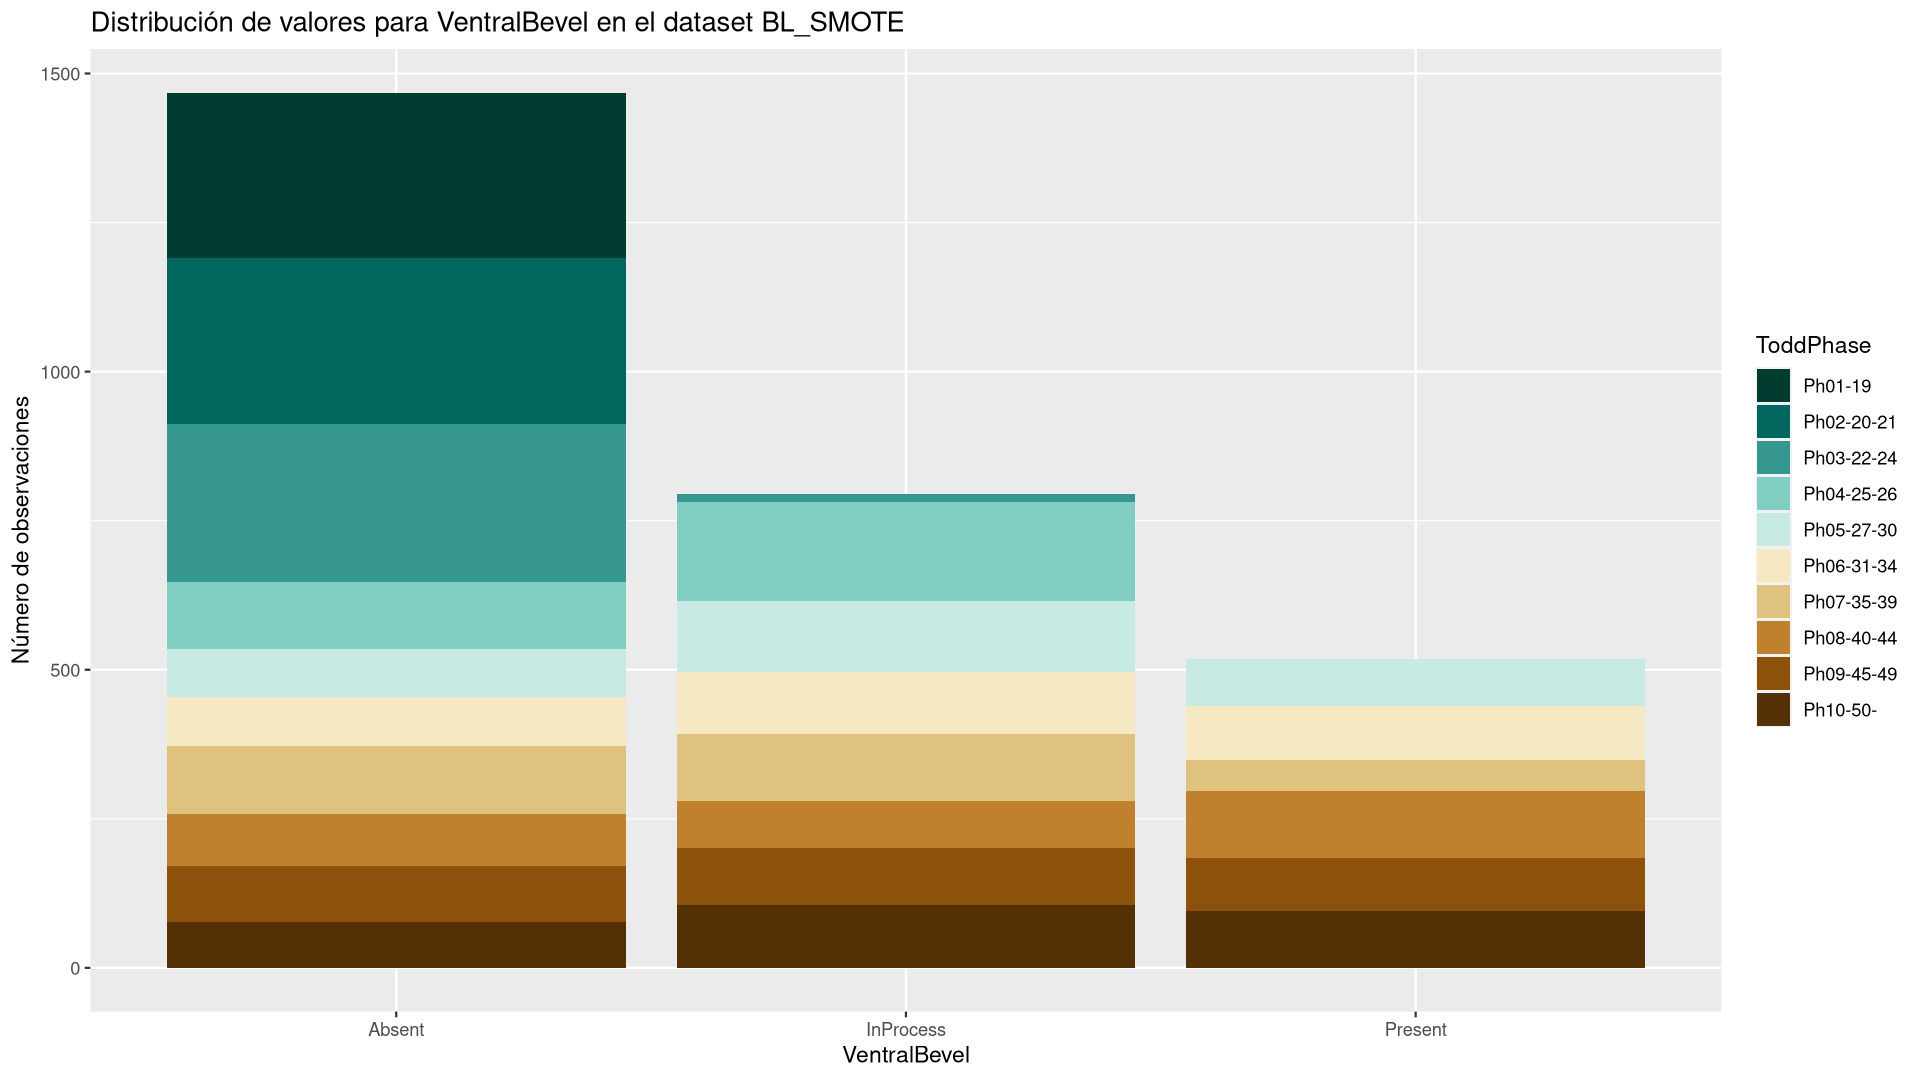 Distribución de valores para VentralBevel en el dataset BL_SMOTE
Número de observaciones
1500
1000
500
0
Absent
InProcess
Present
VentralBevel
ToddPhase
Ph01-19
Ph02-20-21
Ph03-22-24
Ph04-25-26
Ph05-27-30
Ph06-31-34
Ph07-35-39
Ph08-40-44
Ph09-45-49
Ph10-50-